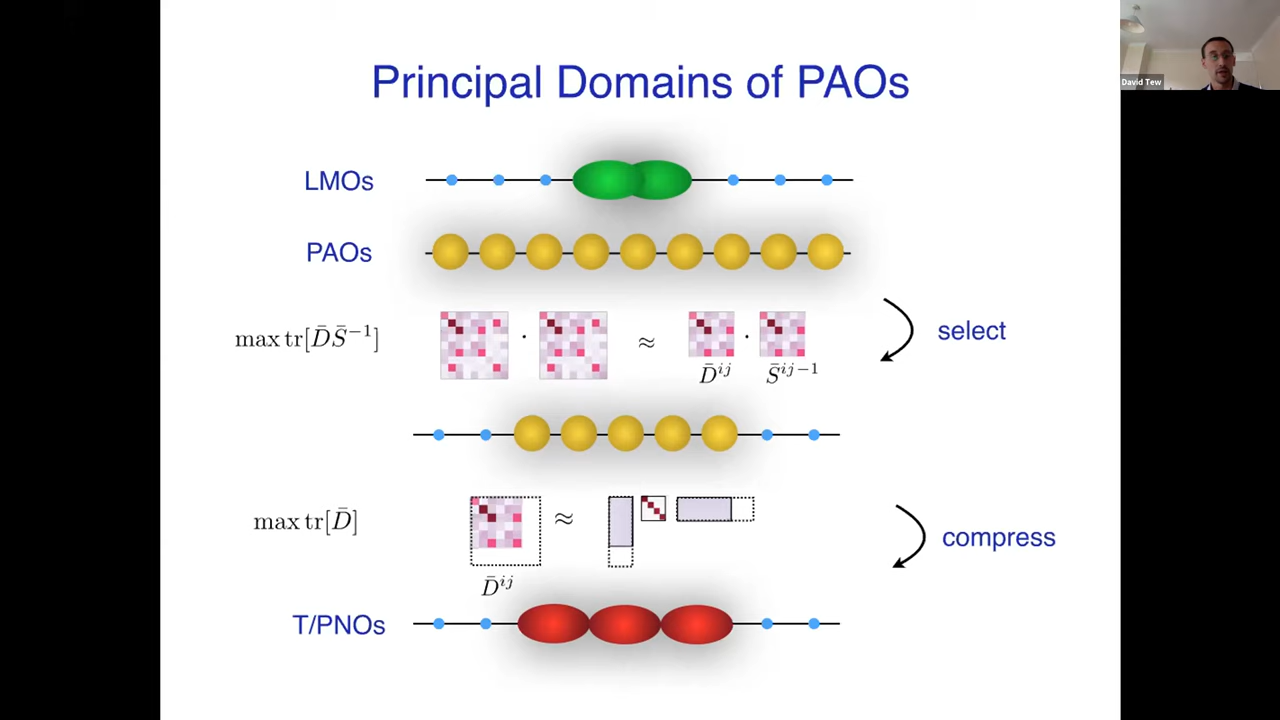 Principal Domains of PAOs
David Tew
LMOs
PAOs
max tr[D̄S̄⁻¹]
·
≈
·
D̄ⁱʲ
S̄ⁱʲ⁻¹
select
max tr[D̄]
≈
D̄ⁱʲ
compress
T/PNOs